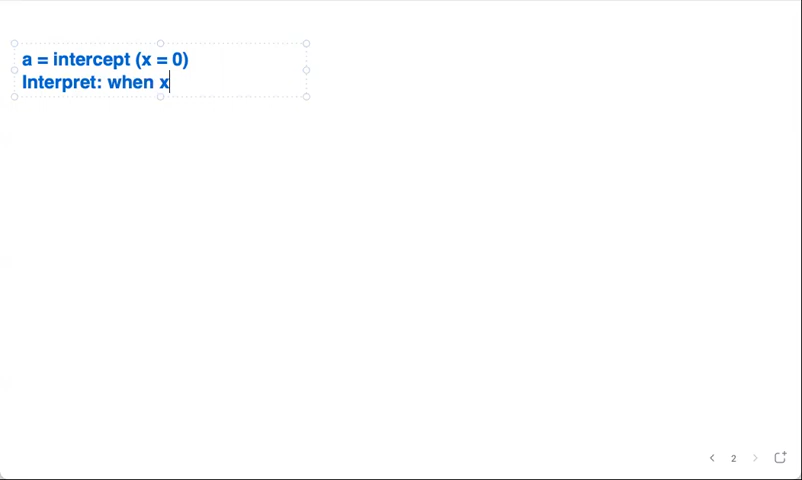 a = intercept (x = 0)
Interpret: when x
2